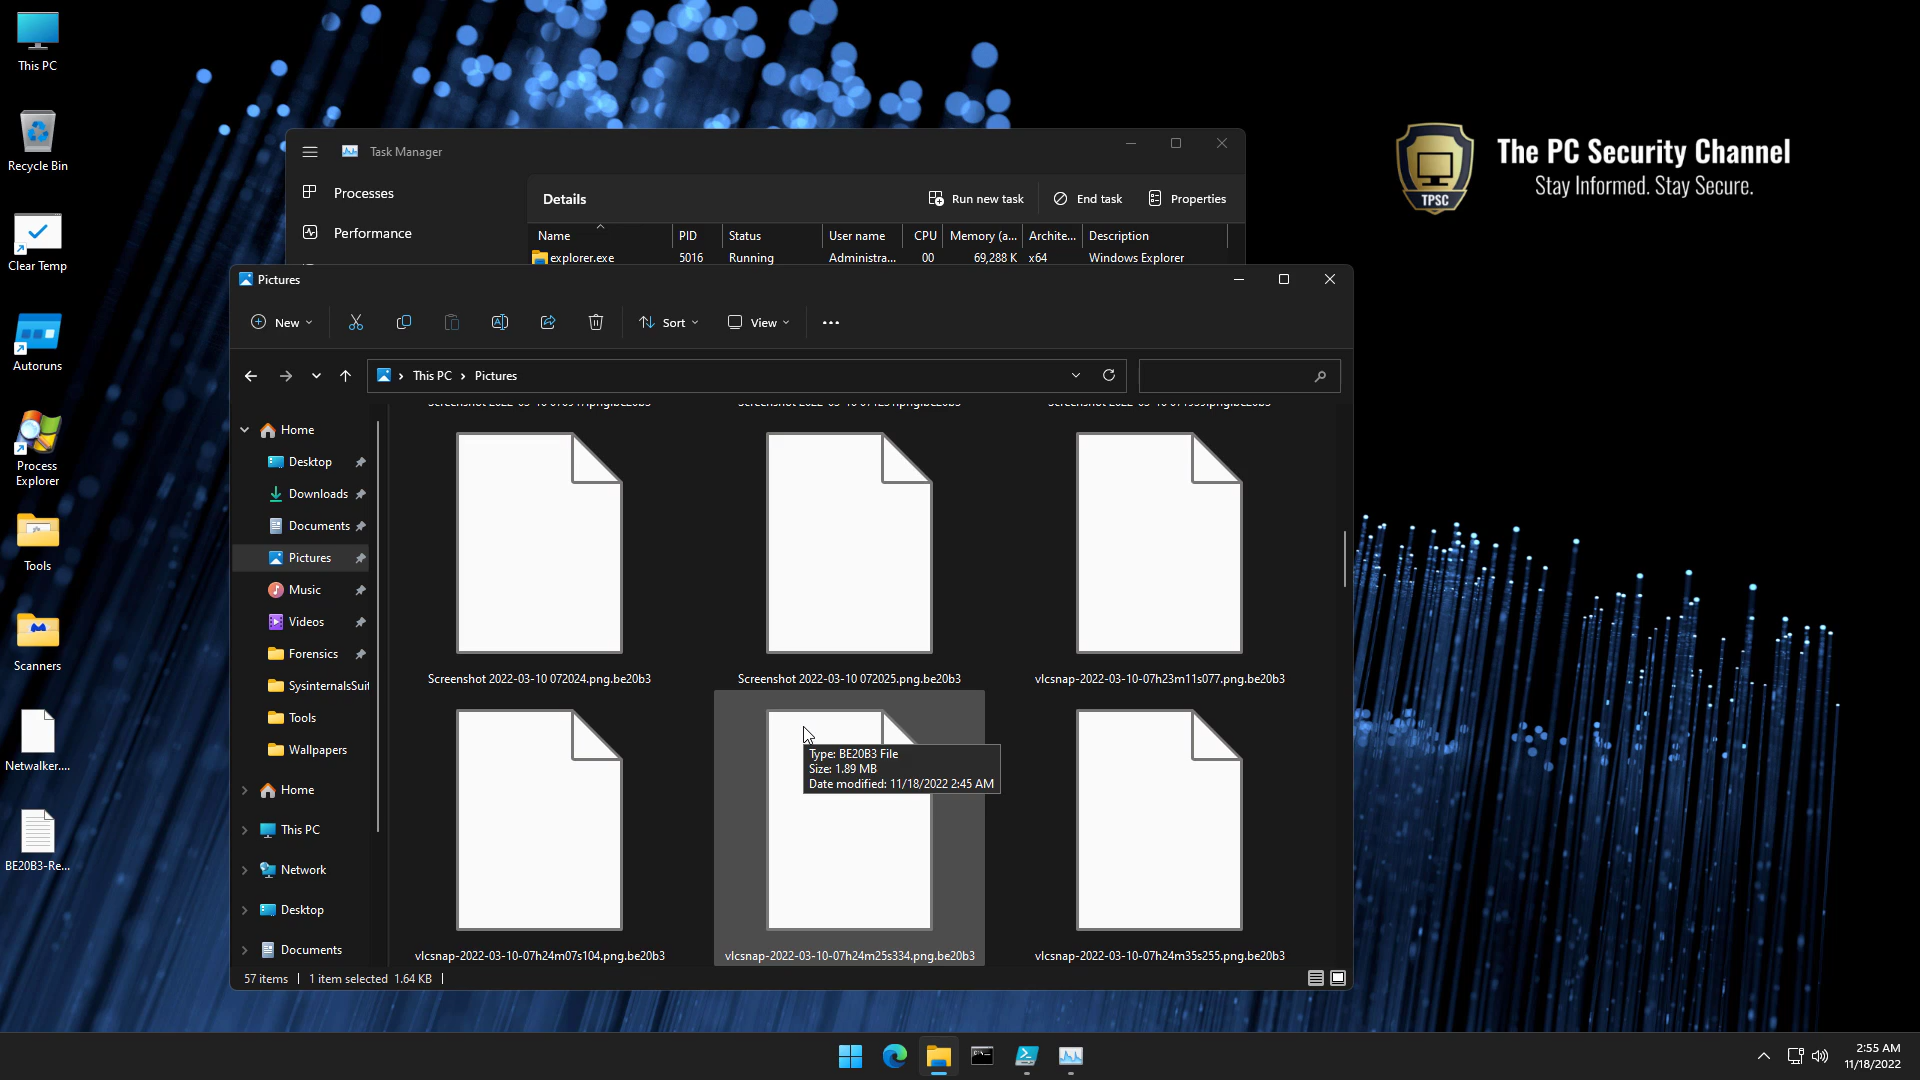 This PC
Recycle Bin
Clear Temp
Autoruns
Process
Explorer
Tools
Scanners
Netwalker....
BE20B3-Re...
The PC Security Channel
Stay Informed. Stay Secure.
TPSC
Task Manager
Processes
Performance
Details
Run new task
End task
Properties
Name PID Status User name CPU Memory (a... Archite... Description
explorer.exe 5016 Running Administra... 00 69,288 K x64 Windows Explorer
Pictures
New
Sort
View
This PC > Pictures
Home
Desktop
Downloads
Documents
Pictures
Music
Videos
Forensics
SysinternalsSuit
Tools
Wallpapers
Home
This PC
Network
Desktop
Documents
Screenshot 2022-03-10 072024.png.be20b3
Screenshot 2022-03-10 072025.png.be20b3
vlcsnap-2022-03-10-07h23m11s077.png.be20b3
Type: BE20B3 File
Size: 1.89 MB
Date modified: 11/18/2022 2:45 AM
vlcsnap-2022-03-10-07h24m07s104.png.be20b3
vlcsnap-2022-03-10-07h24m25s334.png.be20b3
vlcsnap-2022-03-10-07h24m35s255.png.be20b3
57 items
1 item selected 1.64 KB
2:55 AM
11/18/2022